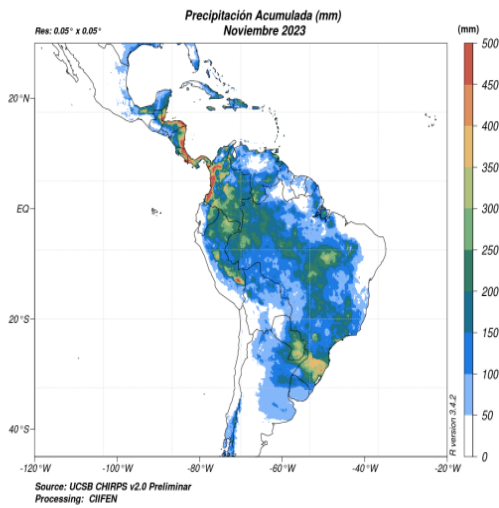 Precipitación Acumulada (mm)
Noviembre 2023
Res: 0.05° x 0.05°
(mm)
500
400
350
300
250
200
150
100
50
0
20°N
EQ
20°S
40°S
-120°W
-100°W
-80°W
-60°W
-40°W
-20°W
R version 3.4.2
Source: UCSB CHIRPS v2.0 Preliminar
Processing: CIIFEN